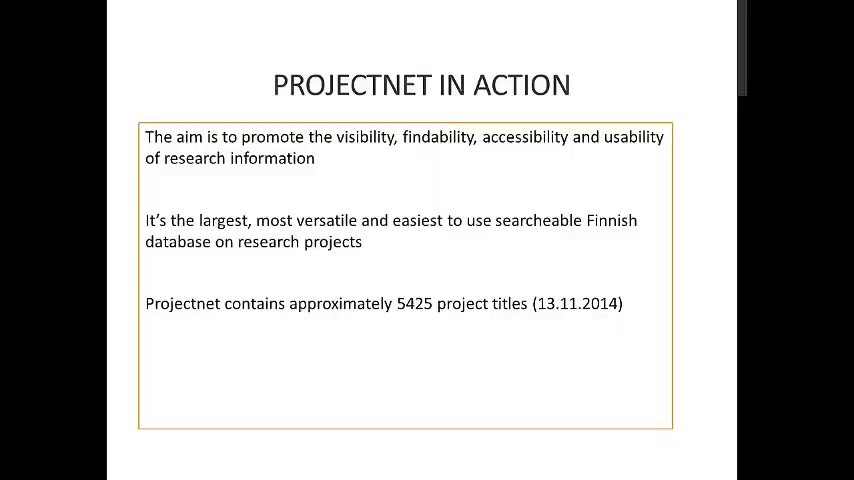 PROJECTNET IN ACTION
The aim is to promote the visibility, findability, accessibility and usability
of research information
It's the largest, most versatile and easiest to use searcheable Finnish
database on research projects
Projectnet contains approximately 5425 project titles (13.11.2014)